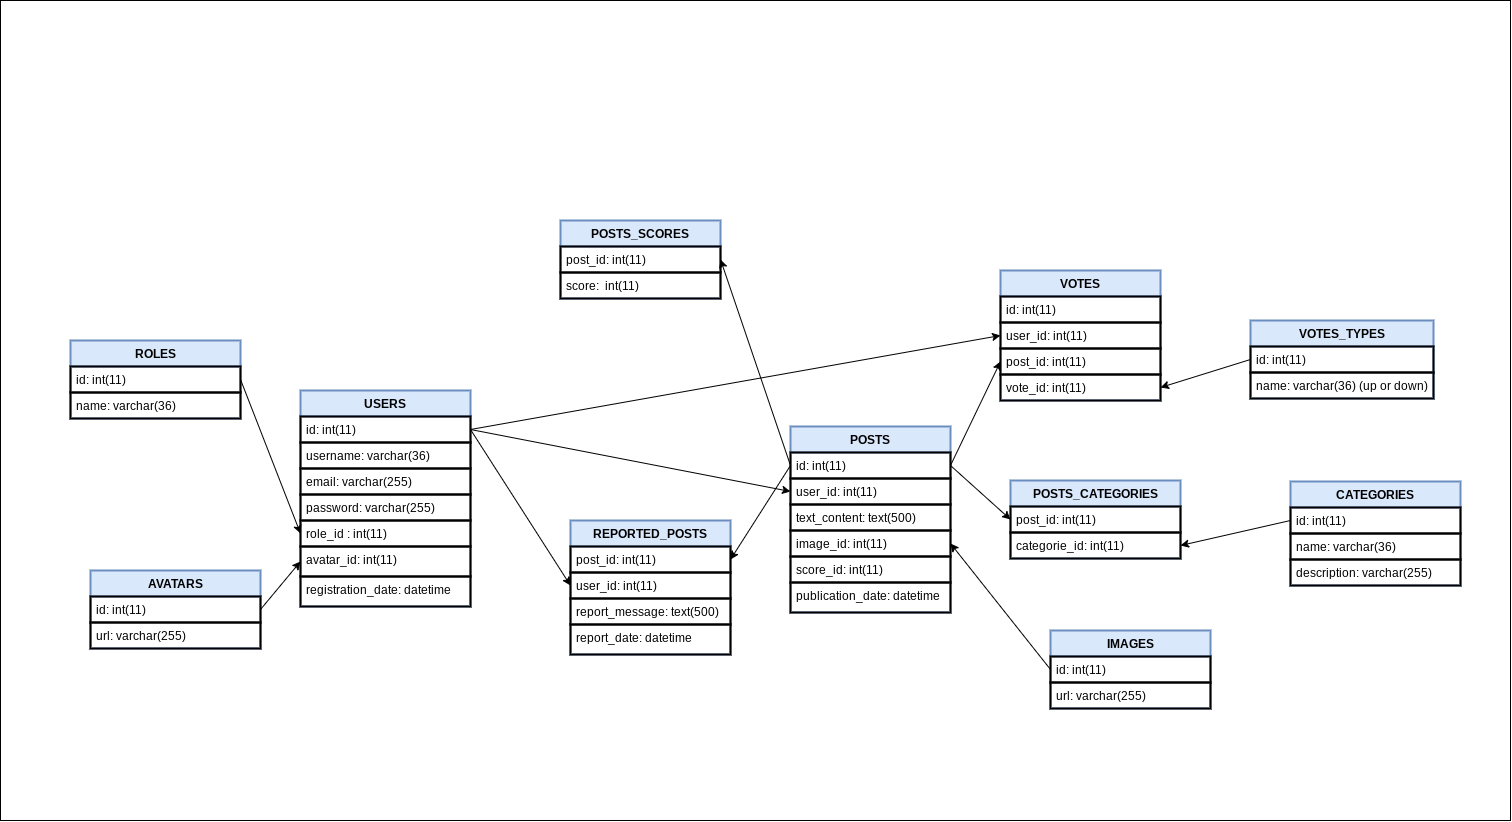 POSTS_SCORES
post_id: int(11)
score:  int(11)
VOTES
id: int(11)
user_id: int(11)
post_id: int(11)
vote_id: int(11)
VOTES_TYPES
id: int(11)
name: varchar(36) (up or down)
ROLES
id: int(11)
name: varchar(36)
USERS
id: int(11)
username: varchar(36)
email: varchar(255)
password: varchar(255)
role_id : int(11)
avatar_id: int(11)
registration_date: datetime
POSTS
id: int(11)
user_id: int(11)
text_content: text(500)
image_id: int(11)
score_id: int(11)
publication_date: datetime
POSTS_CATEGORIES
post_id: int(11)
categorie_id: int(11)
CATEGORIES
id: int(11)
name: varchar(36)
description: varchar(255)
REPORTED_POSTS
post_id: int(11)
user_id: int(11)
report_message: text(500)
report_date: datetime
AVATARS
id: int(11)
url: varchar(255)
IMAGES
id: int(11)
url: varchar(255)